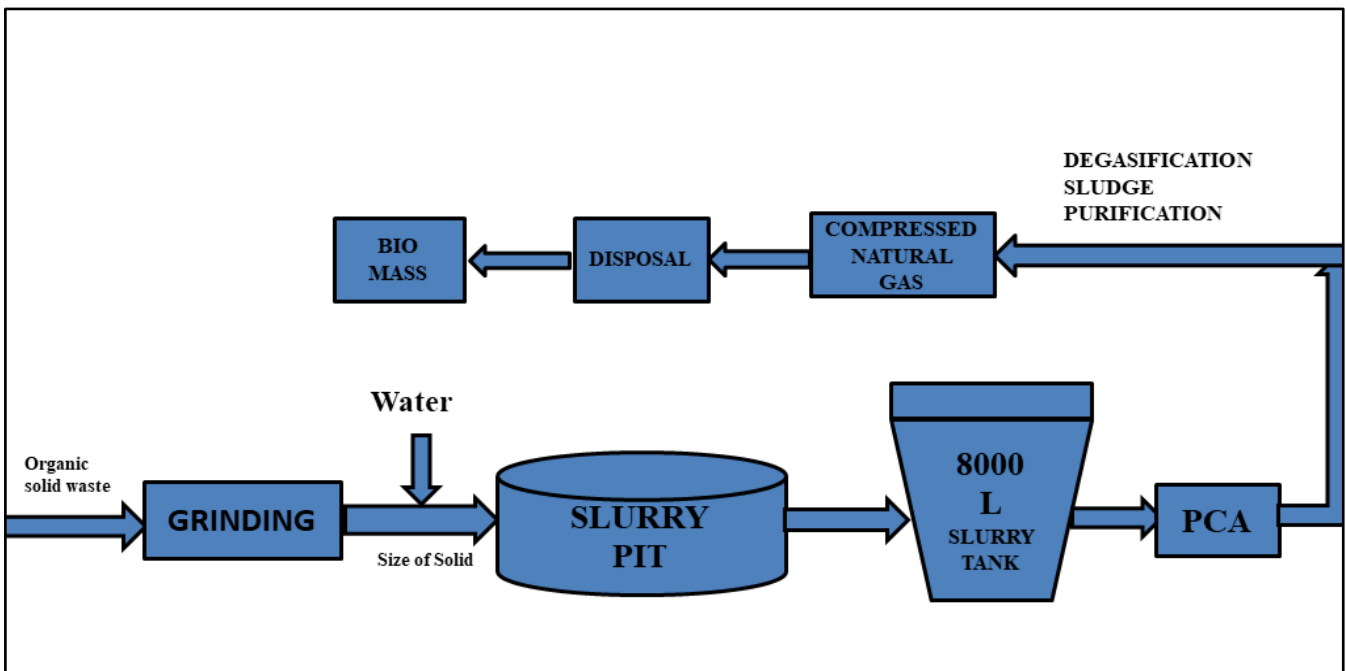 DEGASIFICATION
SLUDGE
PURIFICATION
BIO
MASS
DISPOSAL
COMPRESSED
NATURAL
GAS
Water
Organic
solid waste
GRINDING
Size of Solid
SLURRY
PIT
8000
L
SLURRY
TANK
PCA